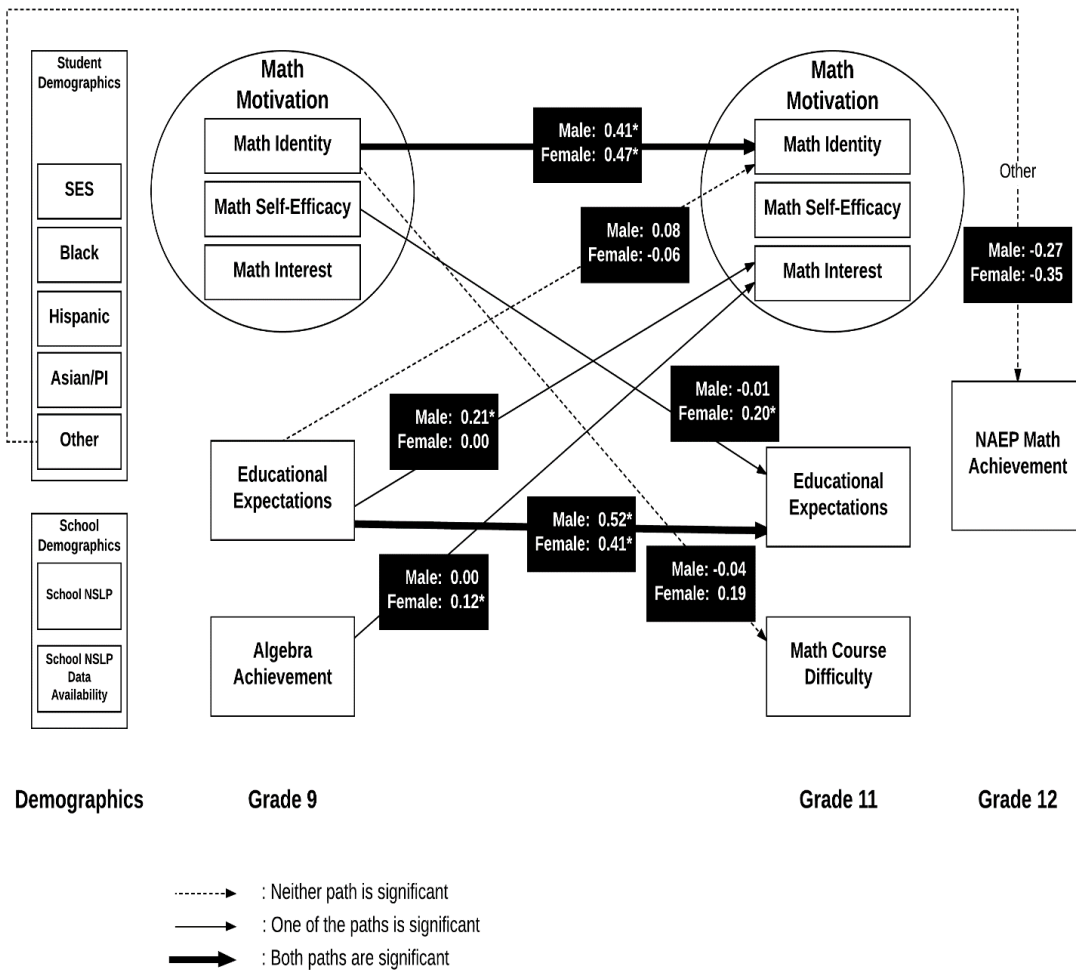 Student
Demographics
SES
Black
Hispanic
Asian/PI
Other
School
Demographics
School NSLP
School NSLP
Data
Availability
Demographics
Math
Motivation
Math Identity
Math Self-Efficacy
Math Interest
Educational
Expectations
Algebra
Achievement
Grade 9
Male: 0.41*
Female: 0.47*
Male: 0.08
Female: -0.06
Male: 0.21*
Female: 0.00
Male: -0.01
Female: 0.20*
Male: 0.52*
Female: 0.41*
Male: 0.00
Female: 0.12*
Male: -0.04
Female: 0.19
Math
Motivation
Math Identity
Math Self-Efficacy
Math Interest
Educational
Expectations
Math Course
Difficulty
Grade 11
Other
Male: -0.27
Female: -0.35
NAEP Math
Achievement
Grade 12
: Neither path is significant
: One of the paths is significant
: Both paths are significant